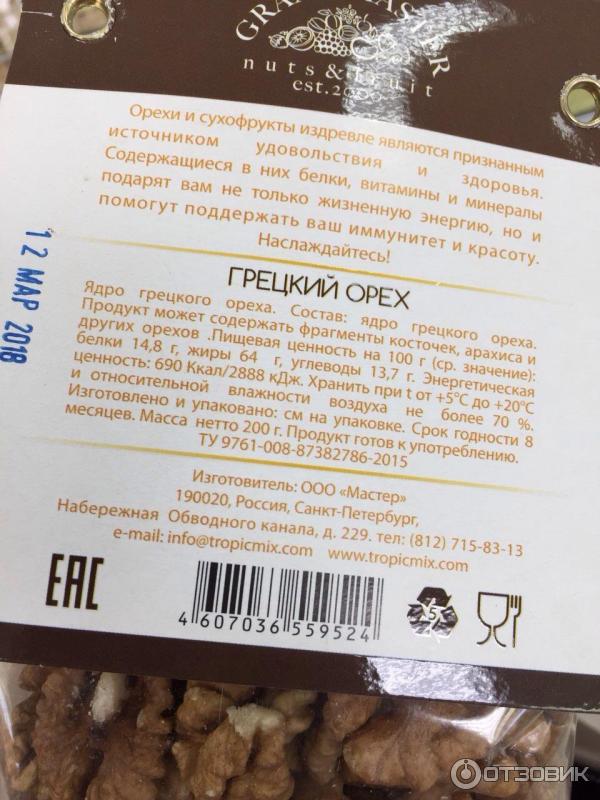 nuts & fruit
Орехи и сухофрукты издревле являются признанным
источником удовольствия и здоровья.
Содержащиеся в них белки, витамины и минералы
подарят вам не только жизненную энергию, но и
помогут поддержать ваш иммунитет и красоту.
Наслаждайтесь!
12 МАР 2018
ГРЕЦКИЙ ОРЕХ
Ядро грецкого ореха. Состав: ядро грецкого ореха.
Продукт может содержать фрагменты косточек, арахиса и
других орехов .Пищевая ценность на 100 г (ср. значение):
белки 14,8 г, жиры 64 г, углеводы 13,7 г. Энергетическая
ценность: 690 Ккал/2888 кДж. Хранить при t от +5°С до +20°С
и относительной влажности воздуха не более 70 %.
Изготовлено и упаковано: см на упаковке. Срок годности 8
месяцев. Масса нетто 200 г. Продукт готов к употреблению.
ТУ 9761-008-87382786-2015
Изготовитель: ООО «Мастер»
190020, Россия, Санкт-Петербург,
Набережная Обводного канала, д. 229. тел: (812) 715-83-13
e-mail: info@tropicmix.com www.tropicmix.com
EAC
4 607036 559524
5
ОТЗОВИК